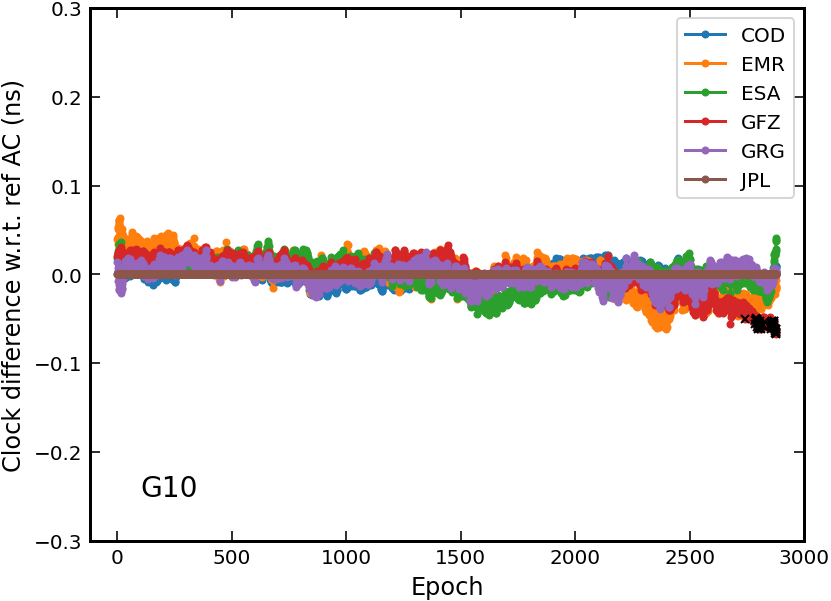 0.3
0.2
0.1
0.0
−0.1
−0.2
−0.3
Clock difference w.r.t. ref AC (ns)
COD
EMR
ESA
GFZ
GRG
JPL
G10
0 500 1000 1500 2000 2500 3000
Epoch